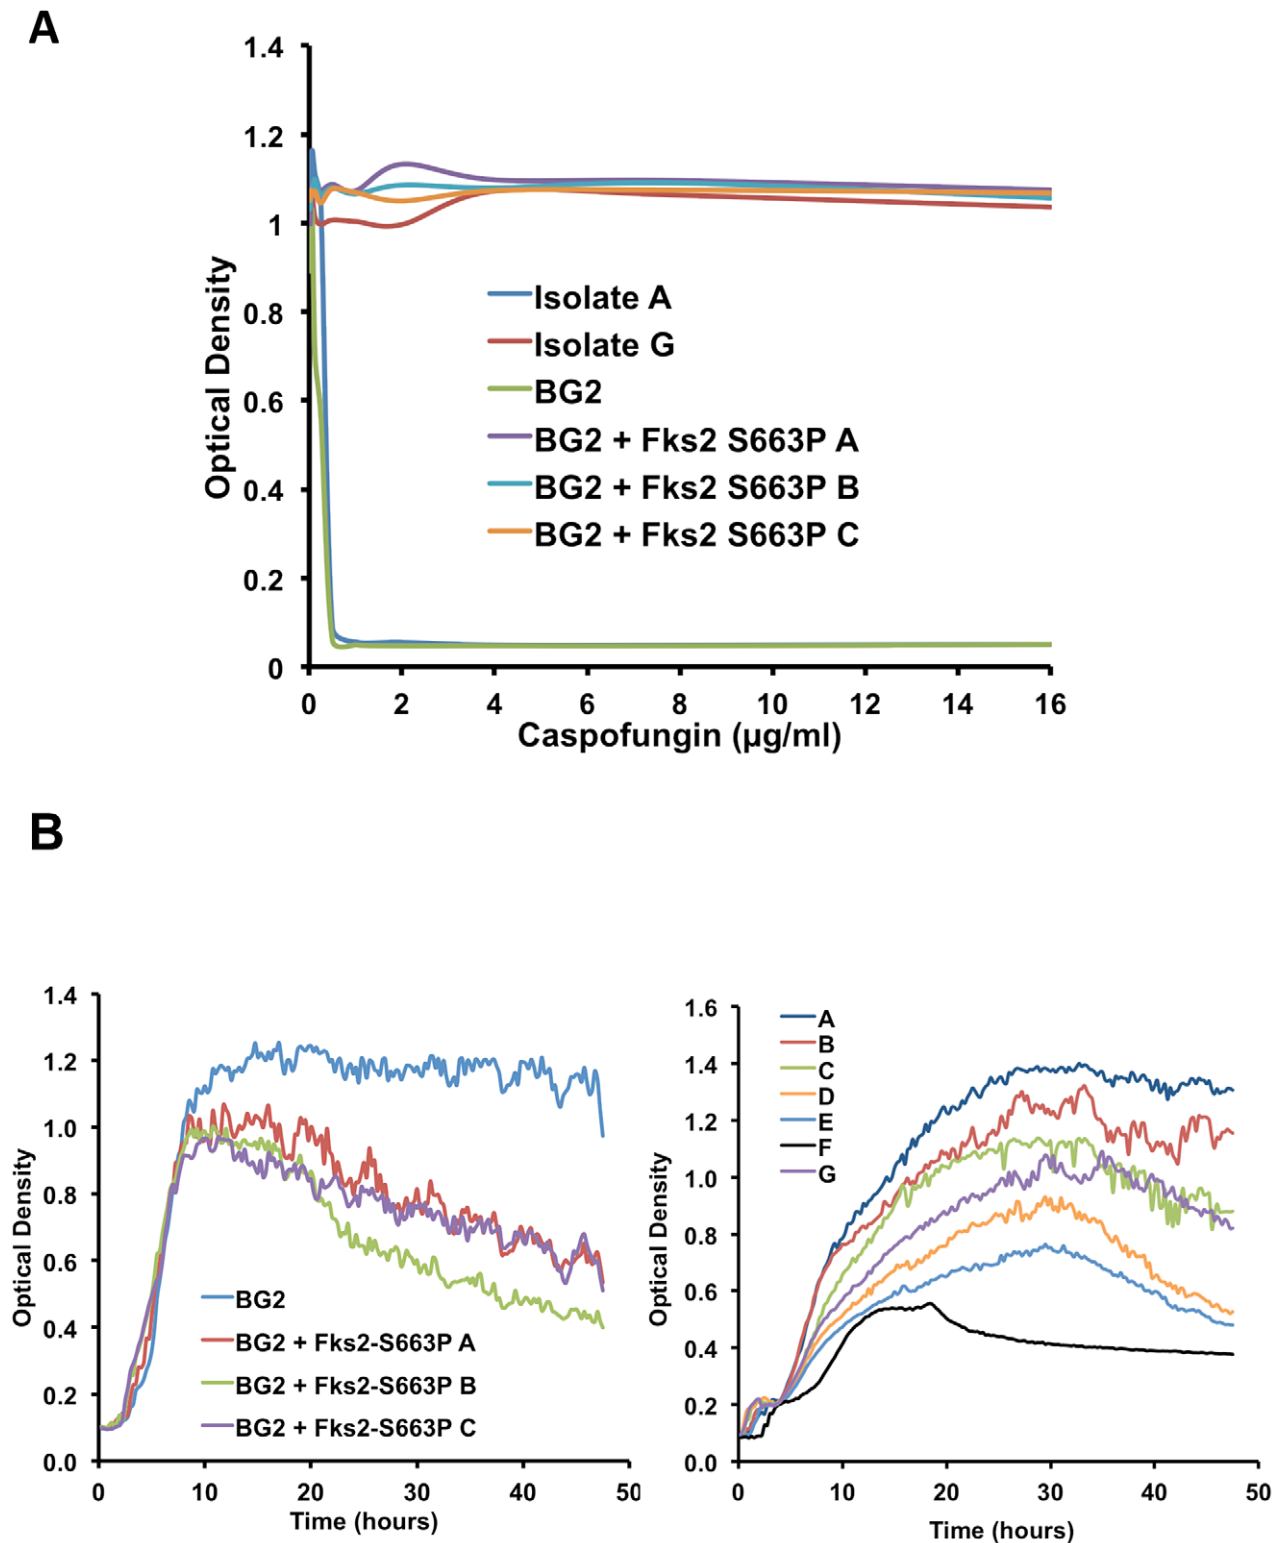 A
1.4
1.2
1
0.8
0.6
0.4
0.2
0
Optical Density
Isolate A
Isolate G
BG2
BG2 + Fks2 S663P A
BG2 + Fks2 S663P B
BG2 + Fks2 S663P C
0 2 4 6 8 10 12 14 16
Caspofungin (µg/ml)
B
1.4
1.2
1.0
0.8
0.6
0.4
0.2
0.0
Optical Density
BG2
BG2 + Fks2-S663P A
BG2 + Fks2-S663P B
BG2 + Fks2-S663P C
0 10 20 30 40 50
Time (hours)
1.6
1.4
1.2
1.0
0.8
0.6
0.4
0.2
0.0
Optical Density
A
B
C
D
E
F
G
0 10 20 30 40 50
Time (hours)